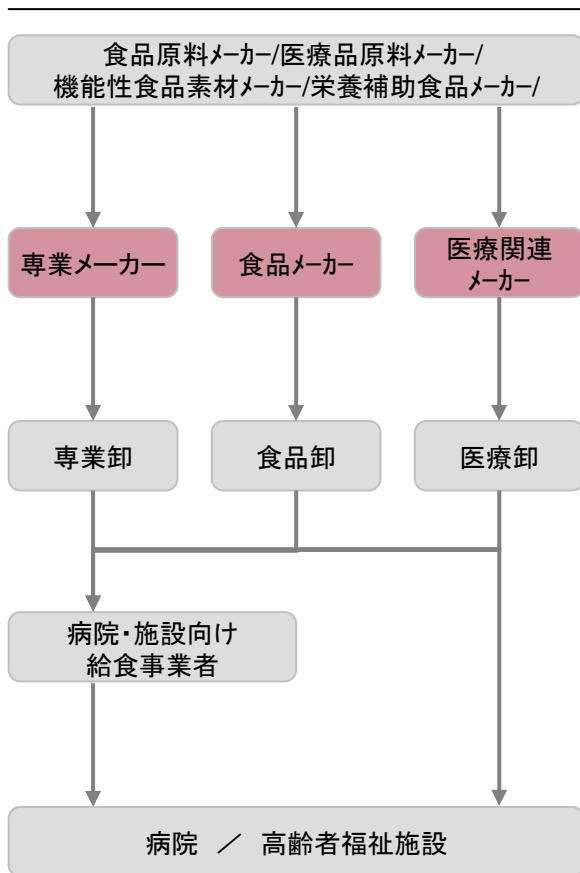 食品原料メーカー/医療品原料メーカー/
機能性食品素材メーカー/栄養補助食品メーカー/
専業メーカー
食品メーカー
医療関連
メーカー
専業卸
食品卸
医療卸
病院・施設向け
給食事業者
病院 ／ 高齢者福祉施設